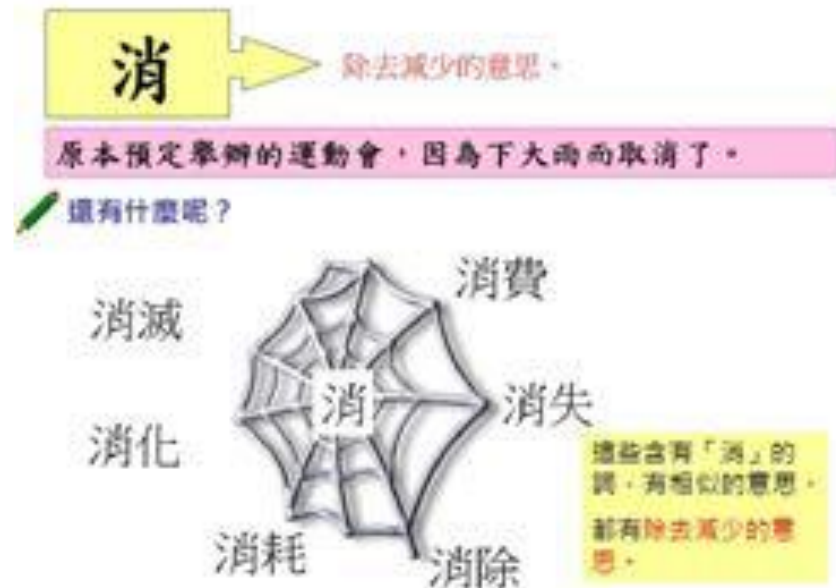 消
除去減少的意思。
原本預定舉辦的運動會，因為下大雨而取消了。
還有什麼呢？
消費
消滅
消
消失
消化
消耗
消除
這些含有「消」的
詞，有相似的意思。
都有除去減少的意
思。